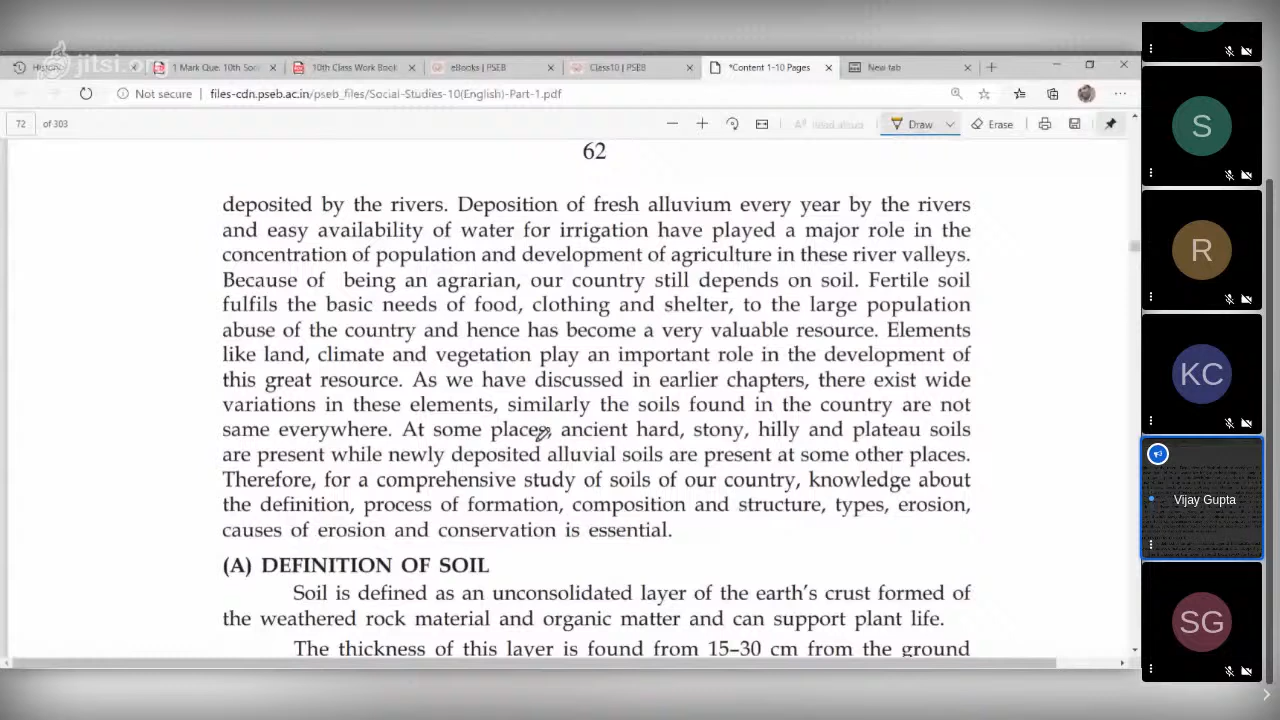 jitsi.org
1 Mark Que: 10th Soc
10th Class Work Book
eBooks | PSEB
Class10 | PSEB
*Content 1-10 Pages
New tab
Not secure
files-cdn.pseb.ac.in/pseb_files/Social-Studies-10(English)-Part-1.pdf
72 of 303
Read aloud
Draw
Erase
62
deposited by the rivers. Deposition of fresh alluvium every year by the rivers
and easy availability of water for irrigation have played a major role in the
concentration of population and development of agriculture in these river valleys.
Because of being an agrarian, our country still depends on soil. Fertile soil
fulfils the basic needs of food, clothing and shelter, to the large population
abuse of the country and hence has become a very valuable resource. Elements
like land, climate and vegetation play an important role in the development of
this great resource. As we have discussed in earlier chapters, there exist wide
variations in these elements, similarly the soils found in the country are not
same everywhere. At some places, ancient hard, stony, hilly and plateau soils
are present while newly deposited alluvial soils are present at some other places.
Therefore, for a comprehensive study of soils of our country, knowledge about
the definition, process of formation, composition and structure, types, erosion,
causes of erosion and conservation is essential.
(A) DEFINITION OF SOIL
Soil is defined as an unconsolidated layer of the earth's crust formed of
the weathered rock material and organic matter and can support plant life.
The thickness of this layer is found from 15–30 cm from the ground
S
R
KC
Vijay Gupta
SG